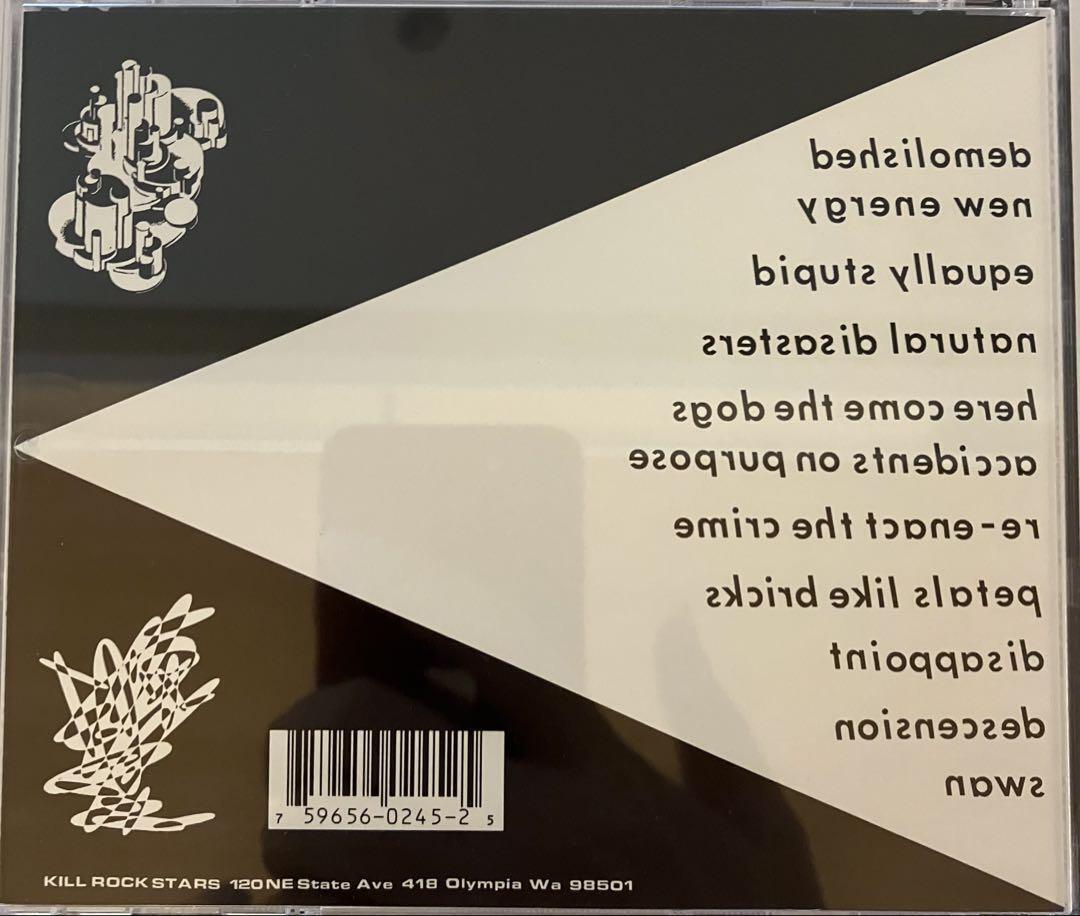 demolished
new energy
equally stupid
natural disasters
here come the dogs
accidents on purpose
re-enact the crime
petals like bricks
disappoint
descension
swan
7 59656-0245-2 5
KILL ROCK STARS 120 NE State Ave 418 Olympia Wa 98501